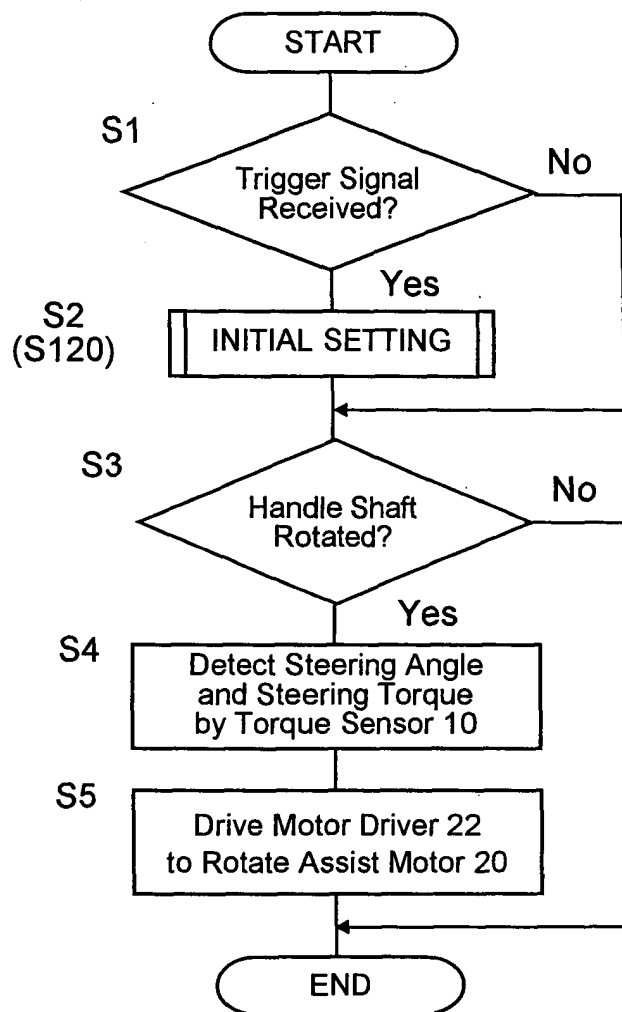 START
S1
Trigger Signal
Received?
No
Yes
S2
(S120)
INITIAL SETTING
S3
Handle Shaft
Rotated?
No
Yes
S4
Detect Steering Angle
and Steering Torque
by Torque Sensor 10
S5
Drive Motor Driver 22
to Rotate Assist Motor 20
END